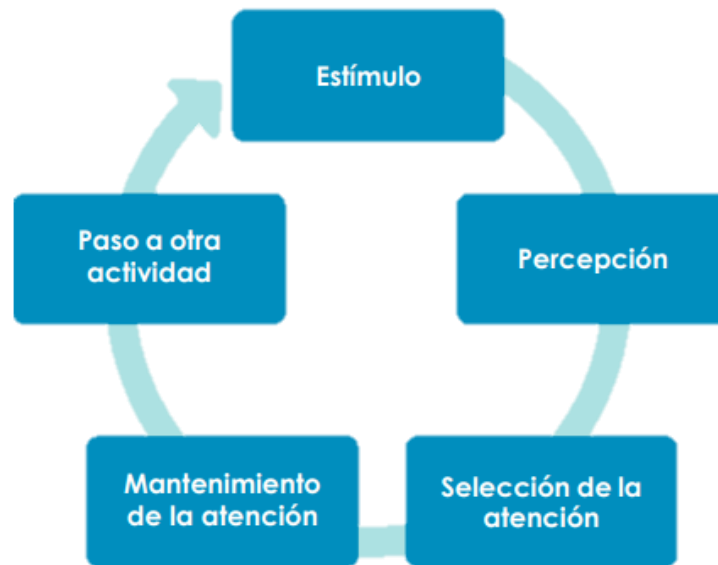 Estímulo
Percepción
Selección de la
atención
Mantenimiento
de la atención
Paso a otra
actividad